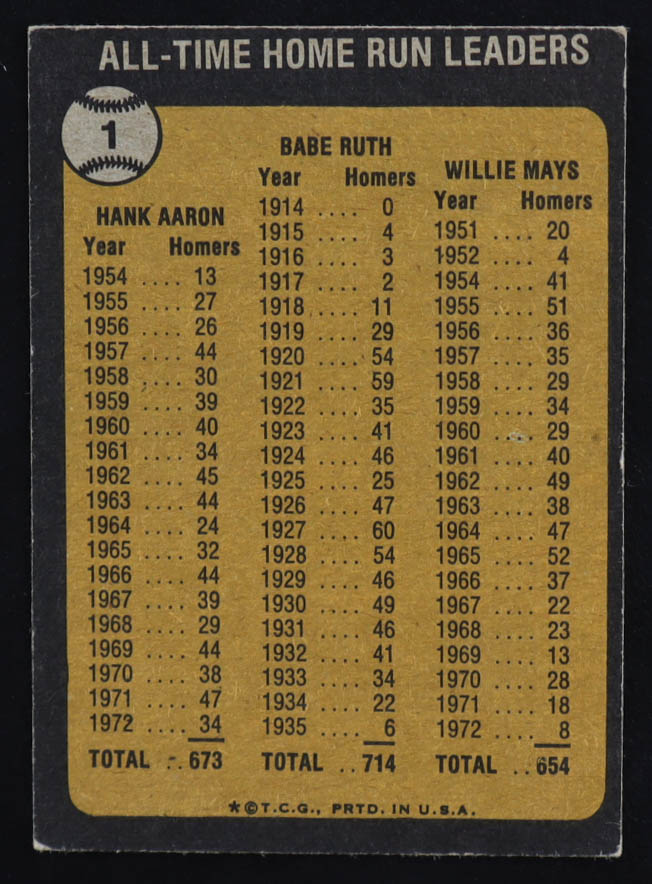 ALL-TIME HOME RUN LEADERS
1
HANK AARON
Year Homers
1954 .... 13
1955 .... 27
1956 .... 26
1957 .... 44
1958 .... 30
1959 .... 39
1960 .... 40
1961 .... 34
1962 .... 45
1963 .... 44
1964 .... 24
1965 .... 32
1966 .... 44
1967 .... 39
1968 .... 29
1969 .... 44
1970 .... 38
1971 .... 47
1972 .... 34
TOTAL .. 673
BABE RUTH
Year Homers
1914 .... 0
1915 .... 4
1916 .... 3
1917 .... 2
1918 .... 11
1919 .... 29
1920 .... 54
1921 .... 59
1922 .... 35
1923 .... 41
1924 .... 46
1925 .... 25
1926 .... 47
1927 .... 60
1928 .... 54
1929 .... 46
1930 .... 49
1931 .... 46
1932 .... 41
1933 .... 34
1934 .... 22
1935 .... 6
TOTAL .. 714
WILLIE MAYS
Year Homers
1951 .... 20
1952 .... 4
1954 .... 41
1955 .... 51
1956 .... 36
1957 .... 35
1958 .... 29
1959 .... 34
1960 .... 29
1961 .... 40
1962 .... 49
1963 .... 38
1964 .... 47
1965 .... 52
1966 .... 37
1967 .... 22
1968 .... 23
1969 .... 13
1970 .... 28
1971 .... 18
1972 .... 8
TOTAL .. 654
*©T.C.G., PRTD. IN U.S.A.